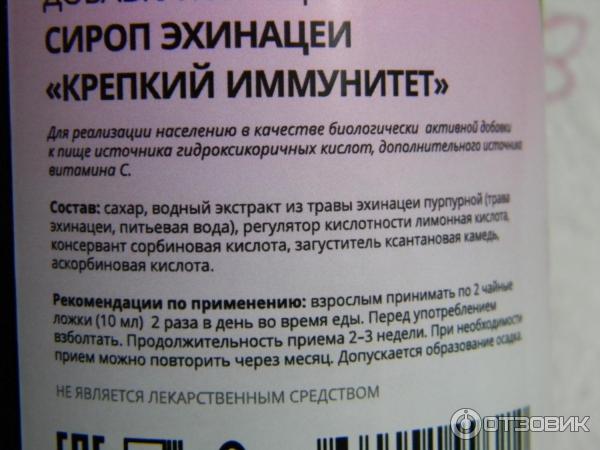 СИРОП ЭХИНАЦЕИ
«КРЕПКИЙ ИММУНИТЕТ»
Для реализации населению в качестве биологически активной добавки
к пище источника гидроксикоричных кислот, дополнительного источника
витамина С.
Состав: сахар, водный экстракт из травы эхинацеи пурпурной (трава
эхинацеи, питьевая вода), регулятор кислотности лимонная кислота,
консервант сорбиновая кислота, загуститель ксантановая камедь,
аскорбиновая кислота.
Рекомендации по применению: взрослым принимать по 2 чайные
ложки (10 мл) 2 раза в день во время еды. Перед употреблением
взболтать. Продолжительность приема 2–3 недели. При необходимости
прием можно повторить через месяц. Допускается образование осадка.
НЕ ЯВЛЯЕТСЯ ЛЕКАРСТВЕННЫМ СРЕДСТВОМ
ОТЗОВИК